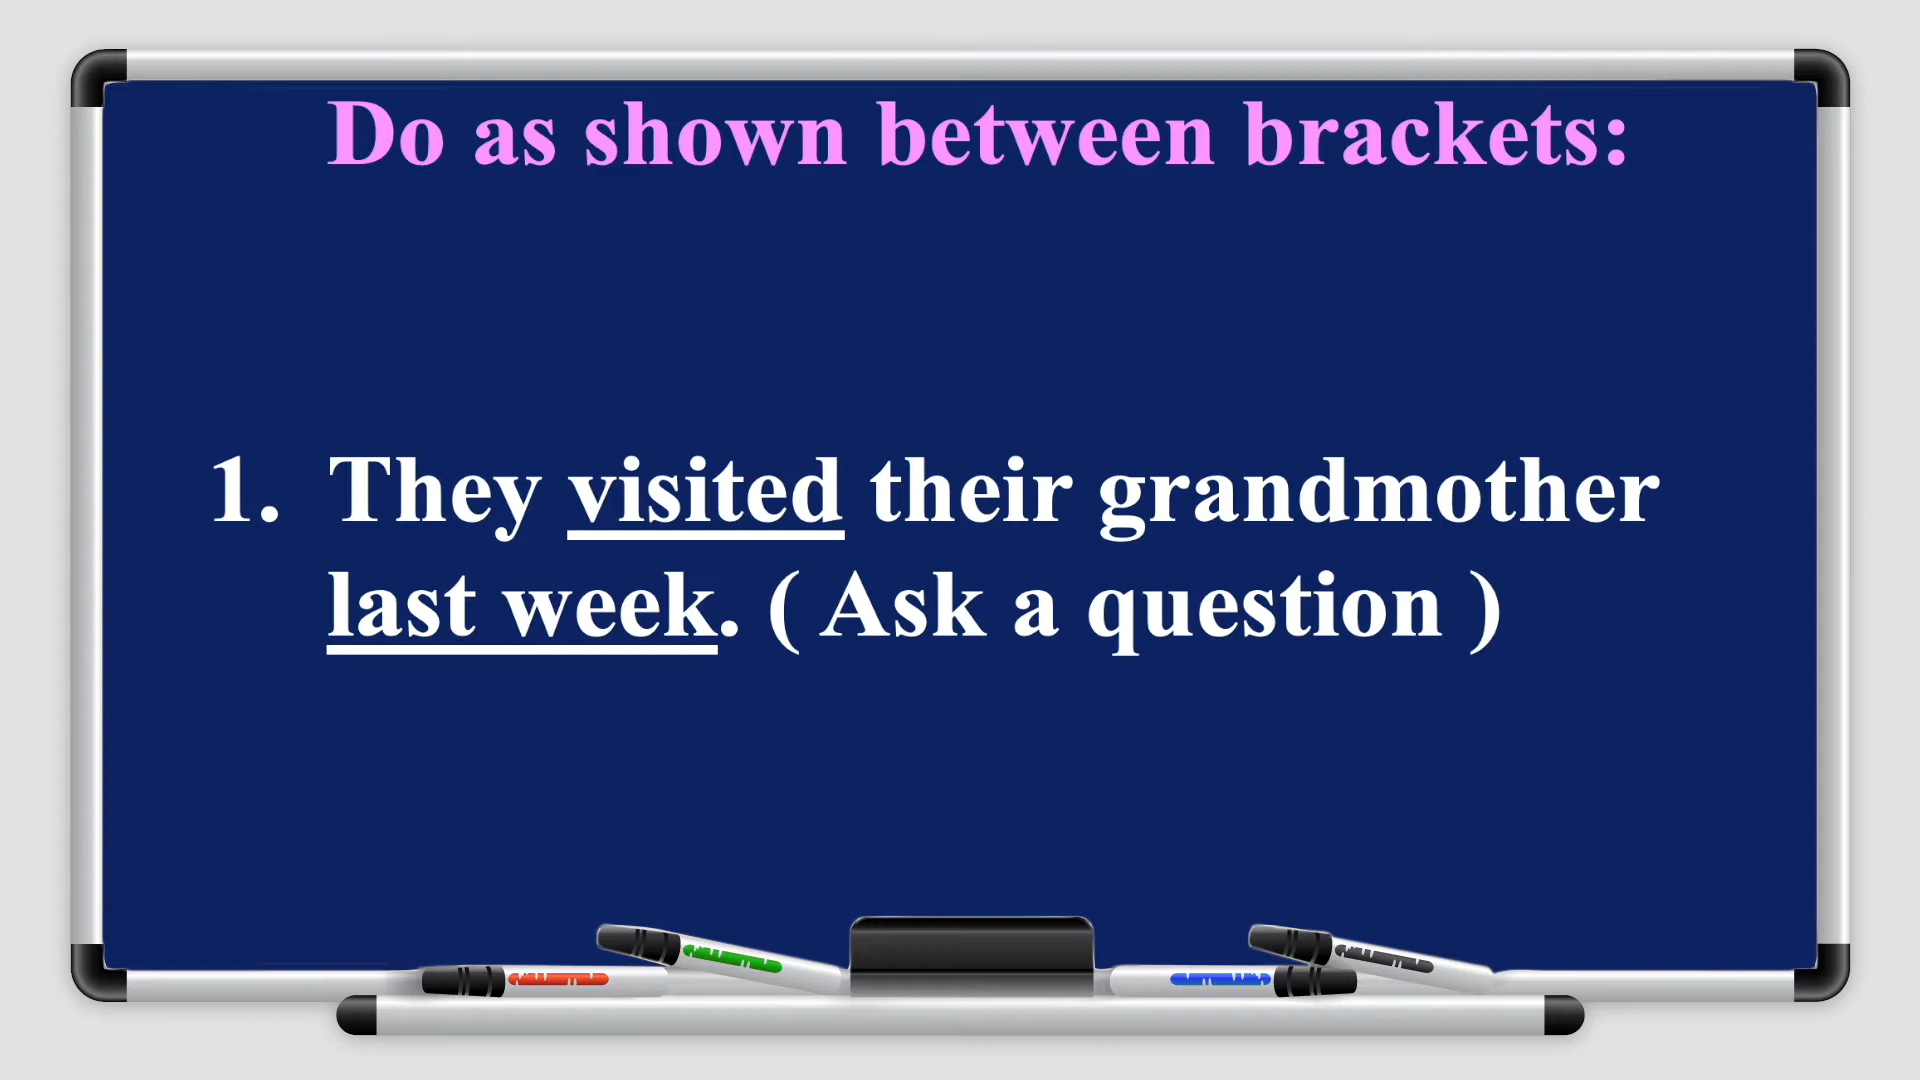 Do as shown between brackets:
1. They visited their grandmother
last week. ( Ask a question )